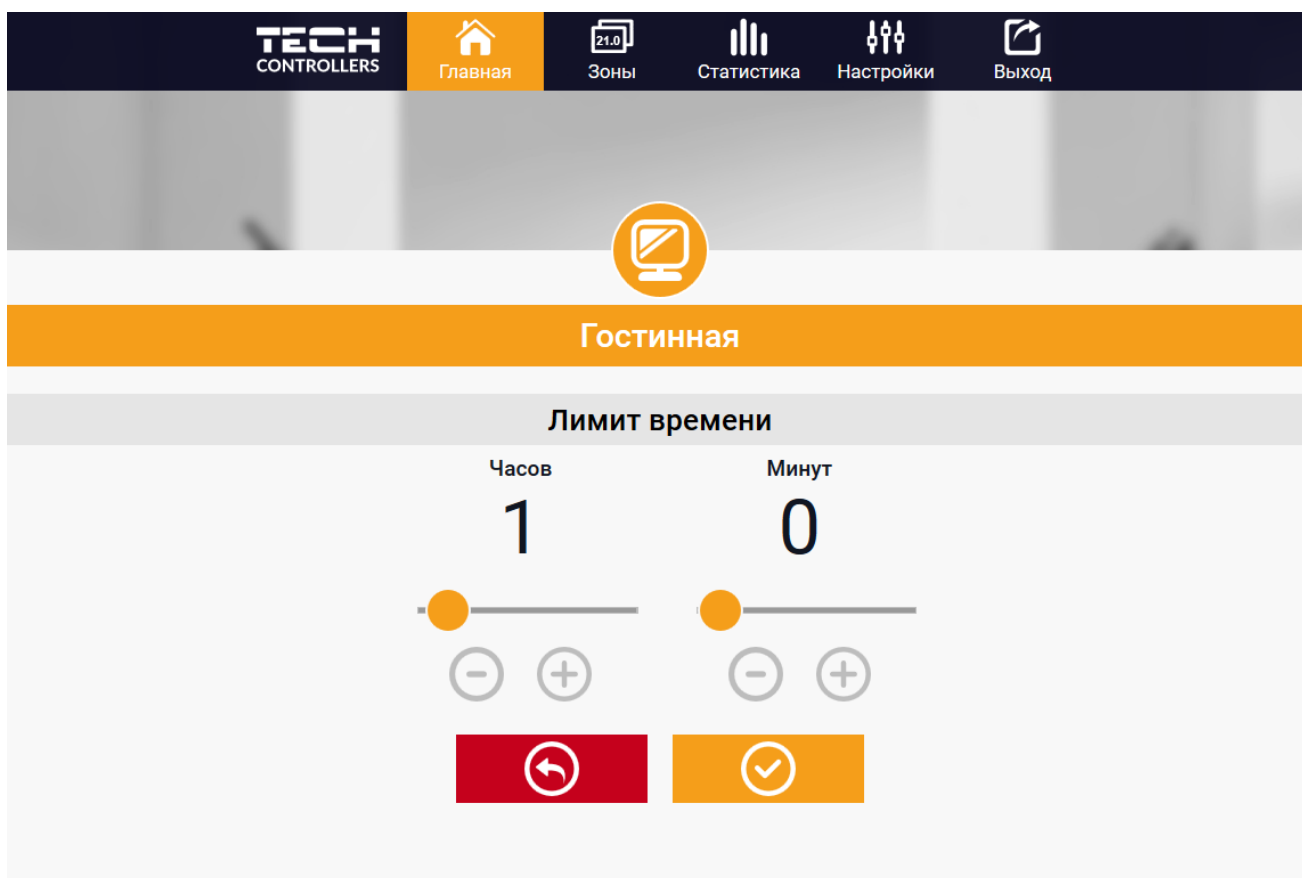 TECH
CONTROLLERS
Главная
21.0
Зоны
Статистика
Настройки
Выход
Гостинная
Лимит времени
Часов
Минут
1
0